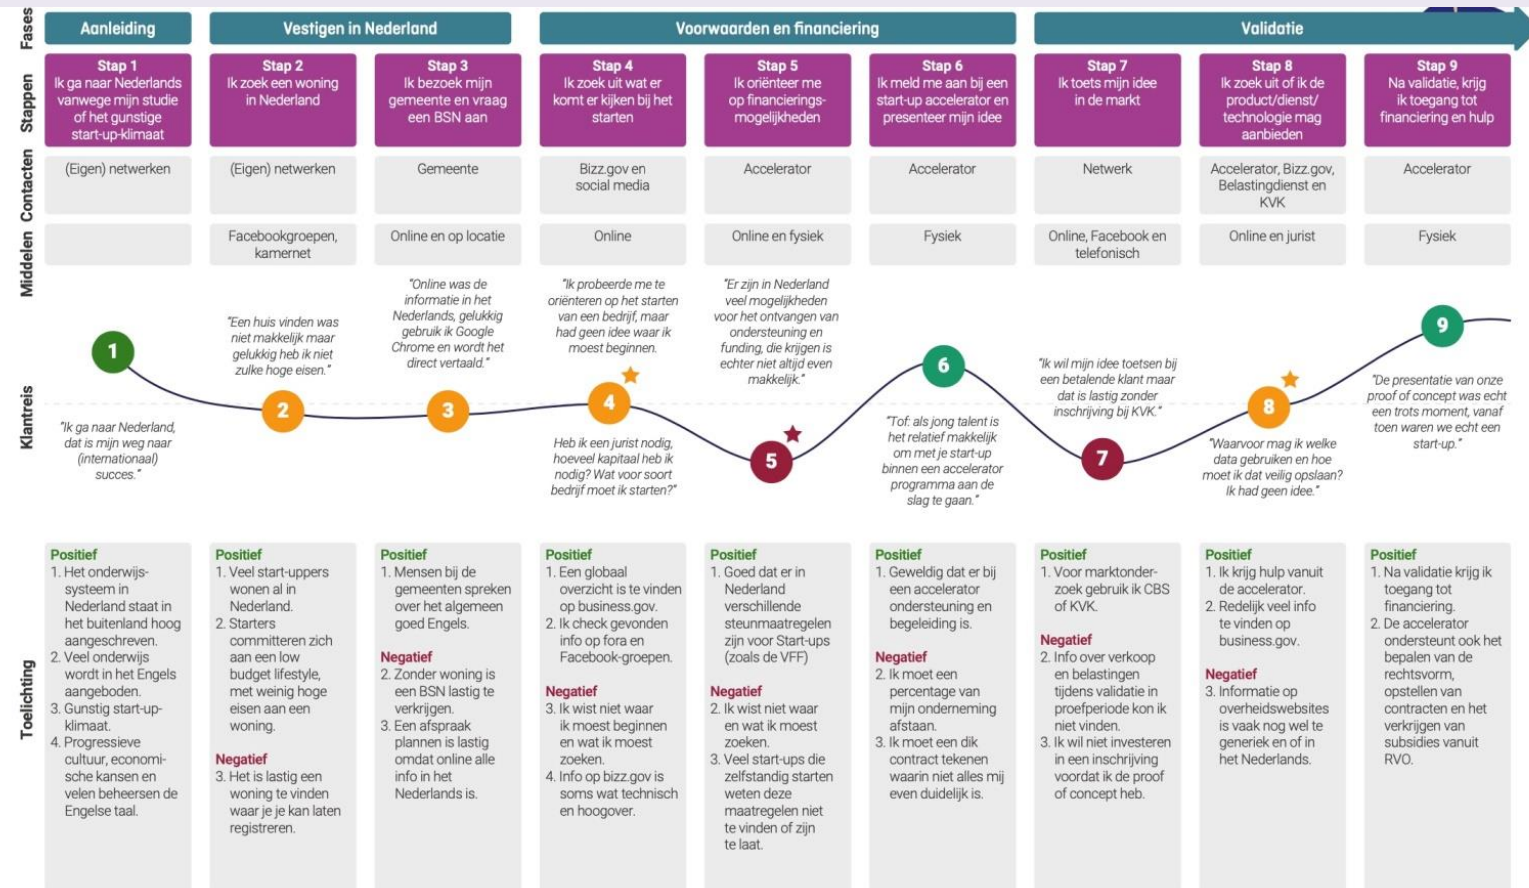 Fases
Aanleiding
Vestigen in Nederland
Voorwaarden en financiering
Validatie
Stappen
Stap 1
Ik ga naar Nederlands
vanwege mijn studie
of het gunstige
start-up-klimaat
Stap 2
Ik zoek een woning
in Nederland
Stap 3
Ik bezoek mijn
gemeente en vraag
een BSN aan
Stap 4
Ik zoek uit wat er
komt er kijken bij het
starten
Stap 5
Ik oriënteer me
op financierings-
mogelijkheden
Stap 6
Ik meld me aan bij een
start-up accelerator en
presenteer mijn idee
Stap 7
Ik toets mijn idee
in de markt
Stap 8
Ik zoek uit of ik de
product/dienst/
technologie mag
aanbieden
Stap 9
Na validatie, krijg
ik toegang tot
financiering en hulp
Contacten
(Eigen) netwerken
(Eigen) netwerken
Gemeente
Bizz.gov en
social media
Accelerator
Accelerator
Netwerk
Accelerator, Bizz.gov,
Belastingdienst en
KVK
Accelerator
Middelen
Facebookgroepen,
kamernet
Online en op locatie
Online
Online en fysiek
Fysiek
Online, Facebook en
telefonisch
Online en jurist
Fysiek
Klantreis
1
"Ik ga naar Nederland,
dat is mijn weg naar
(internationaal)
succes."
"Een huis vinden was
niet makkelijk maar
gelukkig heb ik niet
zulke hoge eisen."
2
"Online was de
informatie in het
Nederlands, gelukkig
gebruik ik Google
Chrome en wordt het
direct vertaald."
3
"Ik probeerde me te
oriënteren op het starten
van een bedrijf, maar
had geen idee waar ik
moest beginnen.
4
Heb ik een jurist nodig,
hoeveel kapitaal heb ik
nodig? Wat voor soort
bedrijf moet ik starten?"
"Er zijn in Nederland
veel mogelijkheden
voor het ontvangen van
ondersteuning en
funding, die krijgen is
echter niet altijd even
makkelijk."
5
6
"Tof: als jong talent is
het relatief makkelijk
om met je start-up
binnen een accelerator
programma aan de
slag te gaan."
"Ik wil mijn idee toetsen bij
een betalende klant maar
dat is lastig zonder
inschrijving bij KVK."
7
8
"Waarvoor mag ik welke
data gebruiken en hoe
moet ik dat veilig opslaan?
Ik had geen idee."
9
"De presentatie van onze
proof of concept was echt
een trots moment, vanaf
toen waren we echt een
start-up."
Toelichting
Positief
1. Het onderwijs-
systeem in
Nederland staat in
het buitenland hoog
aangeschreven.
2. Veel onderwijs
wordt in het Engels
aangeboden.
3. Gunstig start-up-
klimaat.
4. Progressieve
cultuur, economi-
sche kansen en
velen beheersen de
Engelse taal.
Positief
1. Veel start-uppers
wonen al in
Nederland.
2. Starters
committeren zich
aan een low
budget lifestyle,
met weinig hoge
eisen aan een
woning.
Negatief
3. Het is lastig een
woning te vinden
waar je je kan laten
registreren.
Positief
1. Mensen bij de
gemeenten spreken
over het algemeen
goed Engels.
Negatief
2. Zonder woning is
een BSN lastig te
verkrijgen.
3. Een afspraak
plannen is lastig
omdat online alle
info in het
Nederlands is.
Positief
1. Een globaal
overzicht is te vinden
op business.gov.
2. Ik check gevonden
info op fora en
Facebook-groepen.
Negatief
3. Ik wist niet waar
ik moest beginnen
en wat ik moest
zoeken.
4. Info op bizz.gov is
soms wat technisch
en hoogover.
Positief
1. Goed dat er in
Nederland
verschillende
steunmaatregelen
zijn voor Start-ups
(zoals de VFF)
Negatief
2. Ik wist niet waar
en wat ik moest
zoeken.
3. Veel start-ups die
zelfstandig starten
weten deze
maatregelen niet
te vinden of zijn
te laat.
Positief
1. Geweldig dat er bij
een accelerator
ondersteuning en
begeleiding is.
Negatief
2. Ik moet een
percentage van
mijn onderneming
afstaan.
3. Ik moet een dik
contract tekenen
waarin niet alles mij
even duidelijk is.
Positief
1. Voor marktonder-
zoek gebruik ik CBS
of KVK.
Negatief
2. Info over verkoop
en belastingen
tijdens validatie in
proefperiode kon ik
niet vinden.
3. Ik wil niet investeren
in een inschrijving
voordat ik de proof
of concept heb.
Positief
1. Ik krijg hulp vanuit
de accelerator.
2. Redelijk veel info
te vinden op
business.gov.
Negatief
3. Informatie op
overheidswebsites
is vaak nog wel te
generiek en of in
het Nederlands.
Positief
1. Na validatie krijg ik
toegang tot
financiering.
2. De accelerator
ondersteunt ook het
bepalen van de
rechtsvorm,
opstellen van
contracten en het
verkrijgen van
subsidies vanuit
RVO.